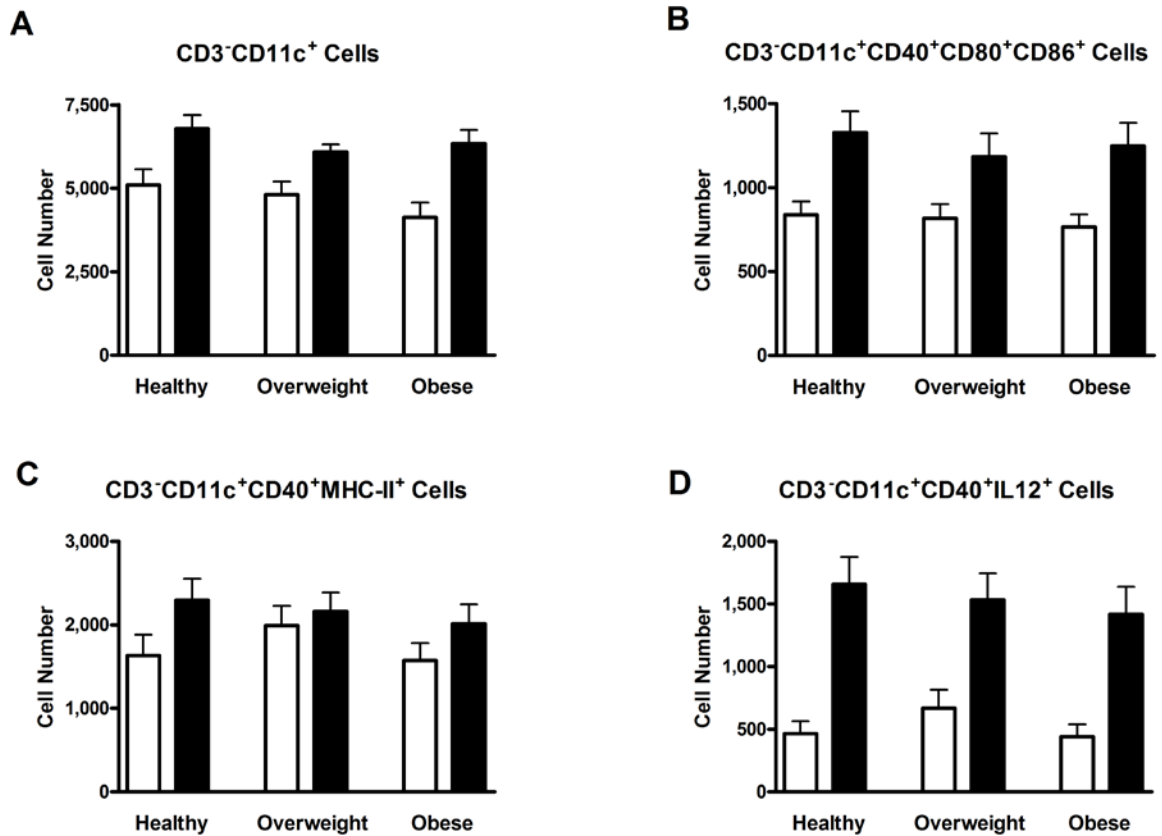 A
CD3⁻CD11c⁺ Cells
7,500
5,000
2,500
0
Cell Number
Healthy Overweight Obese
B
CD3⁻CD11c⁺CD40⁺CD80⁺CD86⁺ Cells
1,500
1,000
500
0
Cell Number
Healthy Overweight Obese
C
CD3⁻CD11c⁺CD40⁺MHC-II⁺ Cells
3,000
2,000
1,000
0
Cell Number
Healthy Overweight Obese
D
CD3⁻CD11c⁺CD40⁺IL12⁺ Cells
2,000
1,500
1,000
500
0
Cell Number
Healthy Overweight Obese